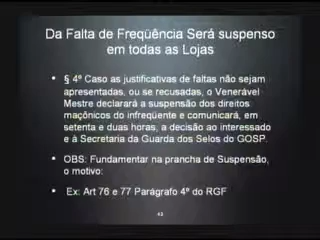 Da Falta de Freqüência Será suspenso
em todas as Lojas
• § 4º Caso as justificativas de faltas não sejam
apresentadas, ou se recusadas, o Venerável
Mestre declarará a suspensão dos direitos
maçônicos do infreqüente e comunicará, em
setenta e duas horas, a decisão ao interessado
e à Secretaria da Guarda dos Selos do GOSP.
• OBS: Fundamentar na prancha de Suspensão,
o motivo:
• Ex: Art 76 e 77 Parágrafo 4º do RGF